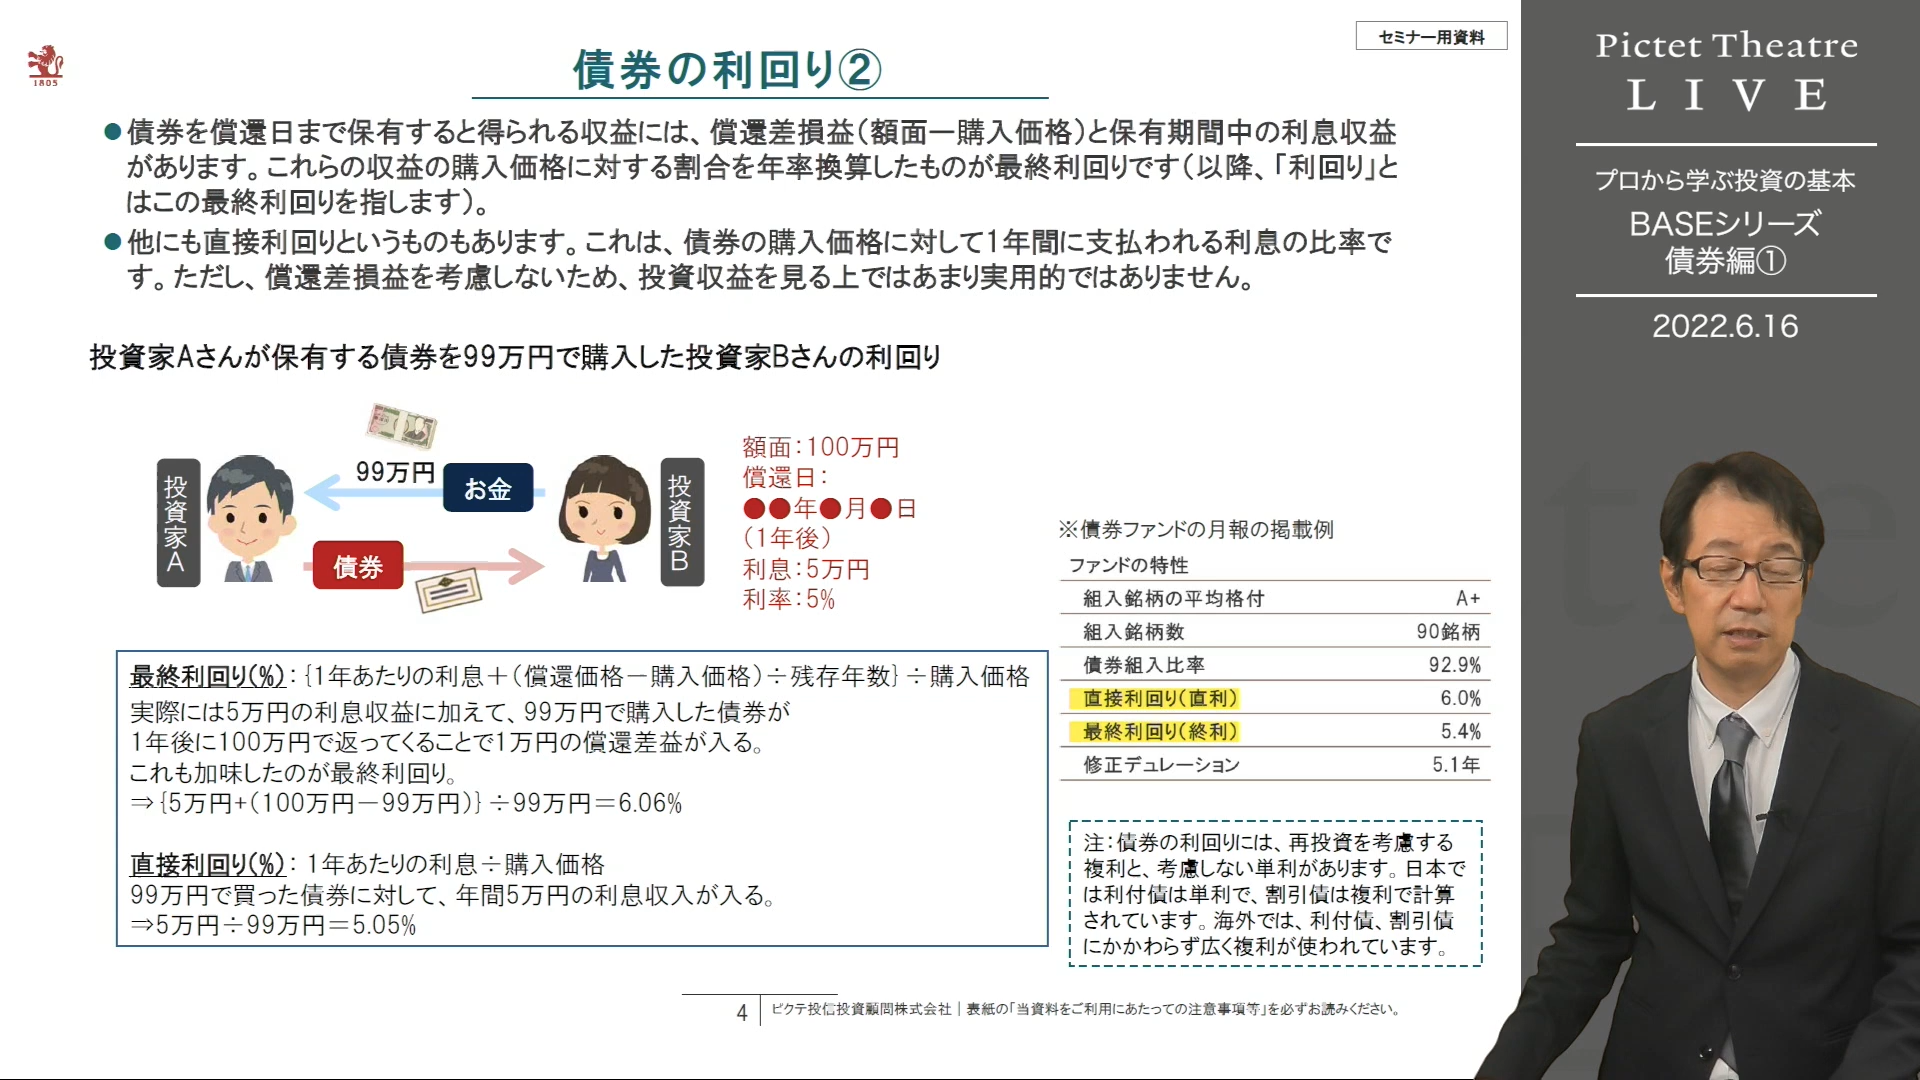 セミナー用資料
1805
債券の利回り②
●債券を償還日まで保有すると得られる収益には、償還差損益（額面－購入価格）と保有期間中の利息収益
があります。これらの収益の購入価格に対する割合を年率換算したものが最終利回りです（以降、「利回り」と
はこの最終利回りを指します）。
●他にも直接利回りというものもあります。これは、債券の購入価格に対して1年間に支払われる利息の比率で
す。ただし、償還差損益を考慮しないため、投資収益を見る上ではあまり実用的ではありません。
投資家Aさんが保有する債券を99万円で購入した投資家Bさんの利回り
投資家A
99万円
お金
債券
投資家B
額面：100万円
償還日：
●●年●月●日
（1年後）
利息：5万円
利率：5%
最終利回り(%)：{1年あたりの利息＋（償還価格－購入価格）÷残存年数}÷購入価格
実際には5万円の利息収益に加えて、99万円で購入した債券が
1年後に100万円で返ってくることで1万円の償還差益が入る。
これも加味したのが最終利回り。
⇒{5万円+（100万円－99万円）}÷99万円＝6.06%
直接利回り(%)：1年あたりの利息÷購入価格
99万円で買った債券に対して、年間5万円の利息収入が入る。
⇒5万円÷99万円＝5.05%
※債券ファンドの月報の掲載例
ファンドの特性
組入銘柄の平均格付 A+
組入銘柄数 90銘柄
債券組入比率 92.9%
直接利回り（直利） 6.0%
最終利回り（終利） 5.4%
修正デュレーション 5.1年
注：債券の利回りには、再投資を考慮する
複利と、考慮しない単利があります。日本で
は利付債は単利で、割引債は複利で計算
されています。海外では、利付債、割引債
にかかわらず広く複利が使われています。
4
ピクテ投信投資顧問株式会社｜表紙の「当資料をご利用にあたっての注意事項等」を必ずお読みください。
Pictet Theatre
LIVE
プロから学ぶ投資の基本
BASEシリーズ
債券編①
2022.6.16